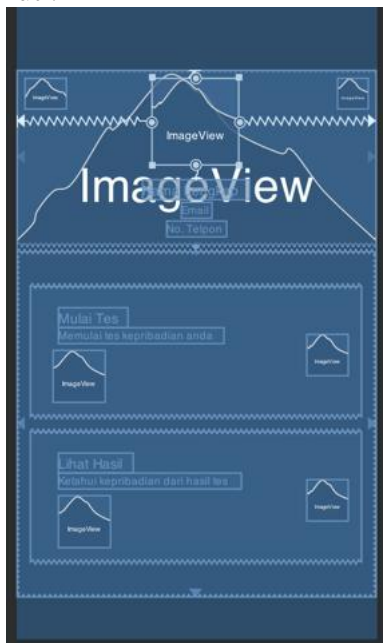 ImageView
ImageView
ImageView
ImageView
Email
No. Telpon
Mulai Tes
Memulai tes kepribadian anda
ImageView
ImageView
Lihat Hasil
Ketahui kepribadian dari hasil tes
ImageView
ImageView